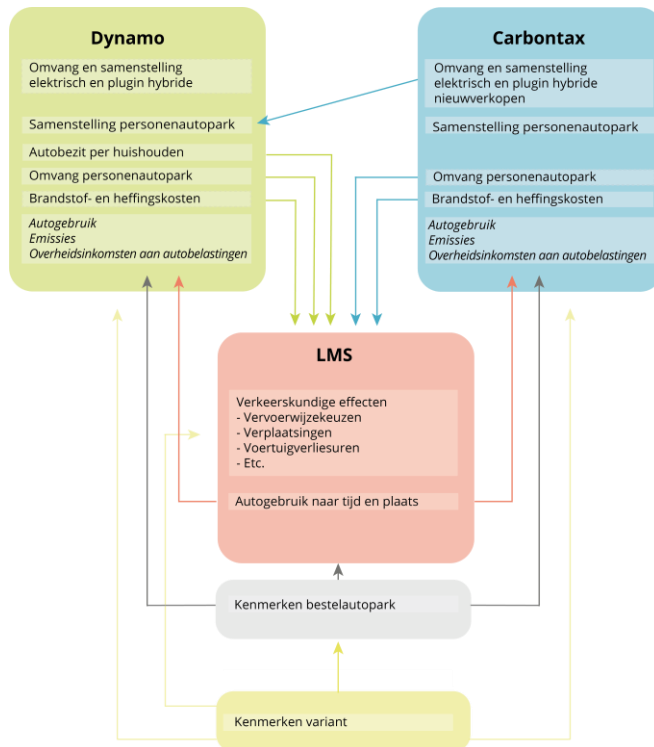 Dynamo
Omvang en samenstelling
elektrisch en plugin hybride
Samenstelling personenautopark
Autobezit per huishouden
Omvang personenautopark
Brandstof- en heffingskosten
Autogebruik
Emissies
Overheidsinkomsten aan autobelastingen
Carbontax
Omvang en samenstelling
elektrisch en plugin hybride
nieuwverkopen
Samenstelling personenautopark
Omvang personenautopark
Brandstof- en heffingskosten
Autogebruik
Emissies
Overheidsinkomsten aan autobelastingen
LMS
Verkeerskundige effecten
- Vervoerwijzekeuzen
- Verplaatsingen
- Voertuigverliesuren
- Etc.
Autogebruik naar tijd en plaats
Kenmerken bestelautopark
Kenmerken variant